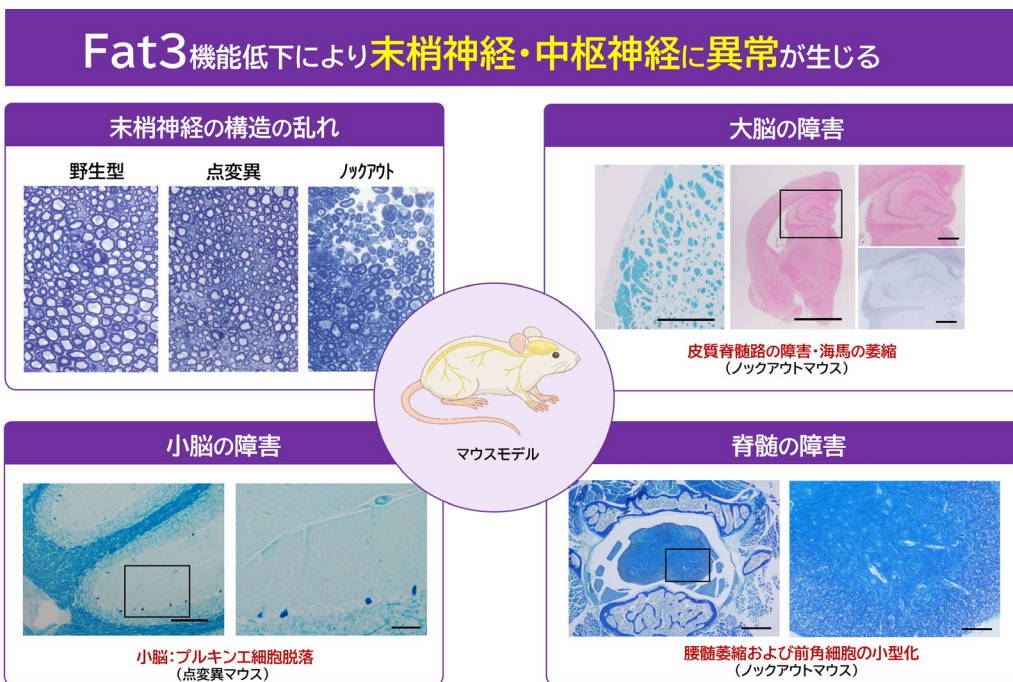 Fat3機能低下により末梢神経・中枢神経に異常が生じる
末梢神経の構造の乱れ
野生型
点変異
ノックアウト
大脳の障害
皮質脊髄路の障害・海馬の萎縮
(ノックアウトマウス)
マウスモデル
小脳の障害
小脳:プルキンエ細胞脱落
(点変異マウス)
脊髄の障害
腰髄萎縮および前角細胞の小型化
(ノックアウトマウス)